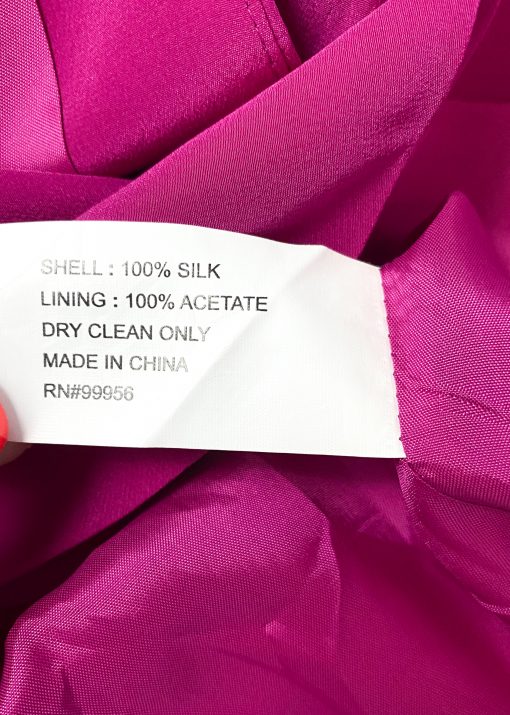 SHELL : 100% SILK
LINING : 100% ACETATE
DRY CLEAN ONLY
MADE IN CHINA
RN#99956